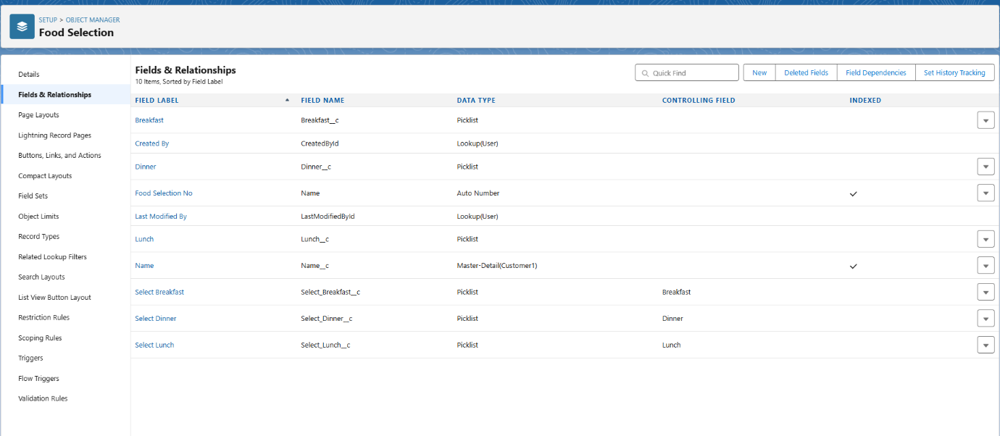 SETUP > OBJECT MANAGER
Food Selection
Details
Fields & Relationships
Page Layouts
Lightning Record Pages
Buttons, Links, and Actions
Compact Layouts
Field Sets
Object Limits
Record Types
Related Lookup Filters
Search Layouts
List View Button Layout
Restriction Rules
Scoping Rules
Triggers
Flow Triggers
Validation Rules
Fields & Relationships
10 Items, Sorted by Field Label
Quick Find
New Deleted Fields Field Dependencies Set History Tracking
FIELD LABEL FIELD NAME DATA TYPE CONTROLLING FIELD INDEXED
Breakfast Breakfast__c Picklist
Created By CreatedById Lookup(User)
Dinner Dinner__c Picklist
Food Selection No Name Auto Number
Last Modified By LastModifiedById Lookup(User)
Lunch Lunch__c Picklist
Name Name__c Master-Detail(Customer1)
Select Breakfast Select_Breakfast__c Picklist Breakfast
Select Dinner Select_Dinner__c Picklist Dinner
Select Lunch Select_Lunch__c Picklist Lunch